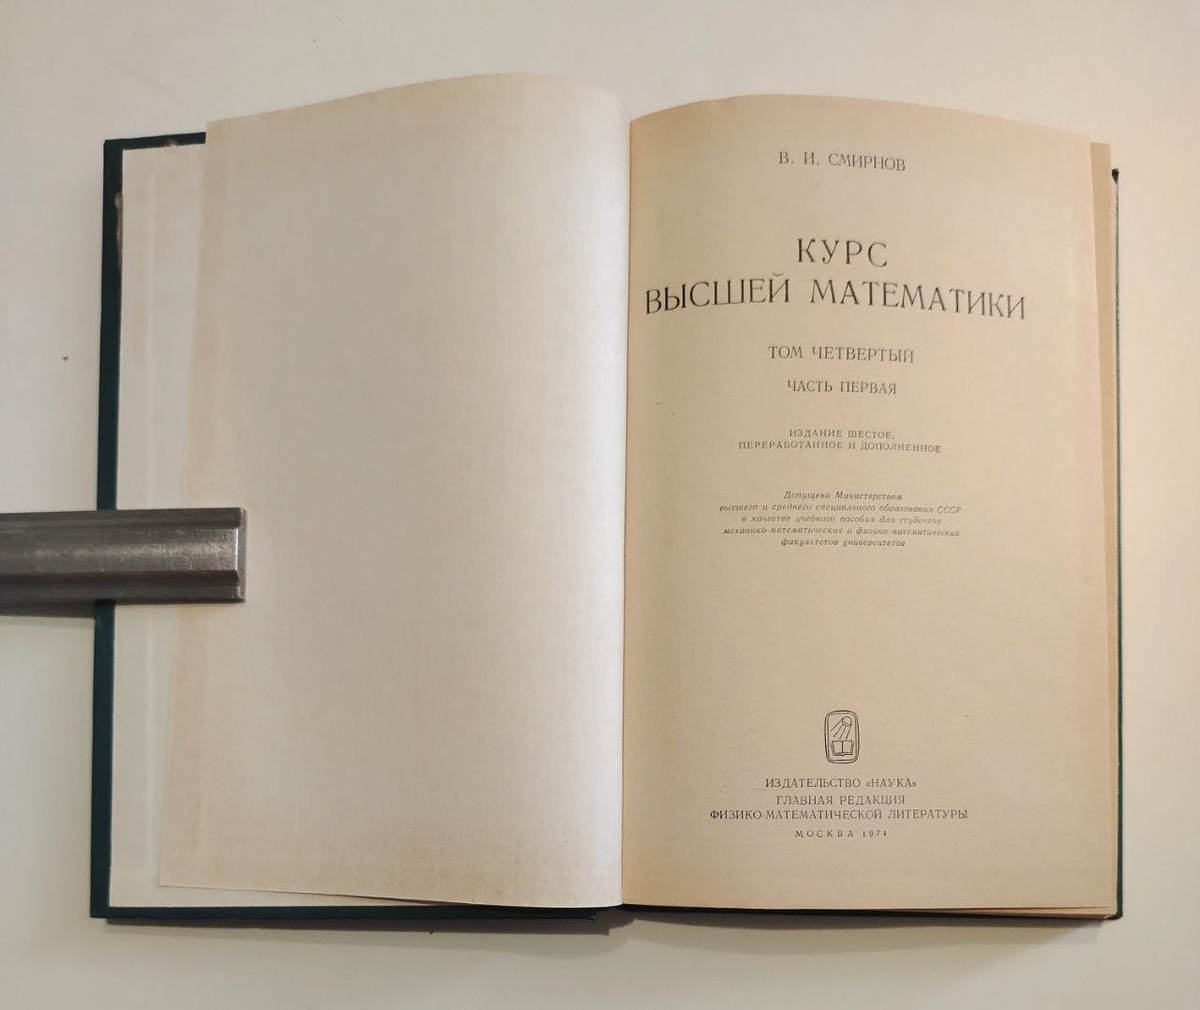 В. И. СМИРНОВ
КУРС
ВЫСШЕЙ МАТЕМАТИКИ
ТОМ ЧЕТВЕРТЫЙ
ЧАСТЬ ПЕРВАЯ
ИЗДАНИЕ ШЕСТОЕ,
ПЕРЕРАБОТАННОЕ И ДОПОЛНЕННОЕ
Допущено Министерством
высшего и среднего специального образования СССР
в качестве учебного пособия для студентов
механико-математических и физико-математических
факультетов университетов
ИЗДАТЕЛЬСТВО «НАУКА»
ГЛАВНАЯ РЕДАКЦИЯ
ФИЗИКО-МАТЕМАТИЧЕСКОЙ ЛИТЕРАТУРЫ
МОСКВА 1974